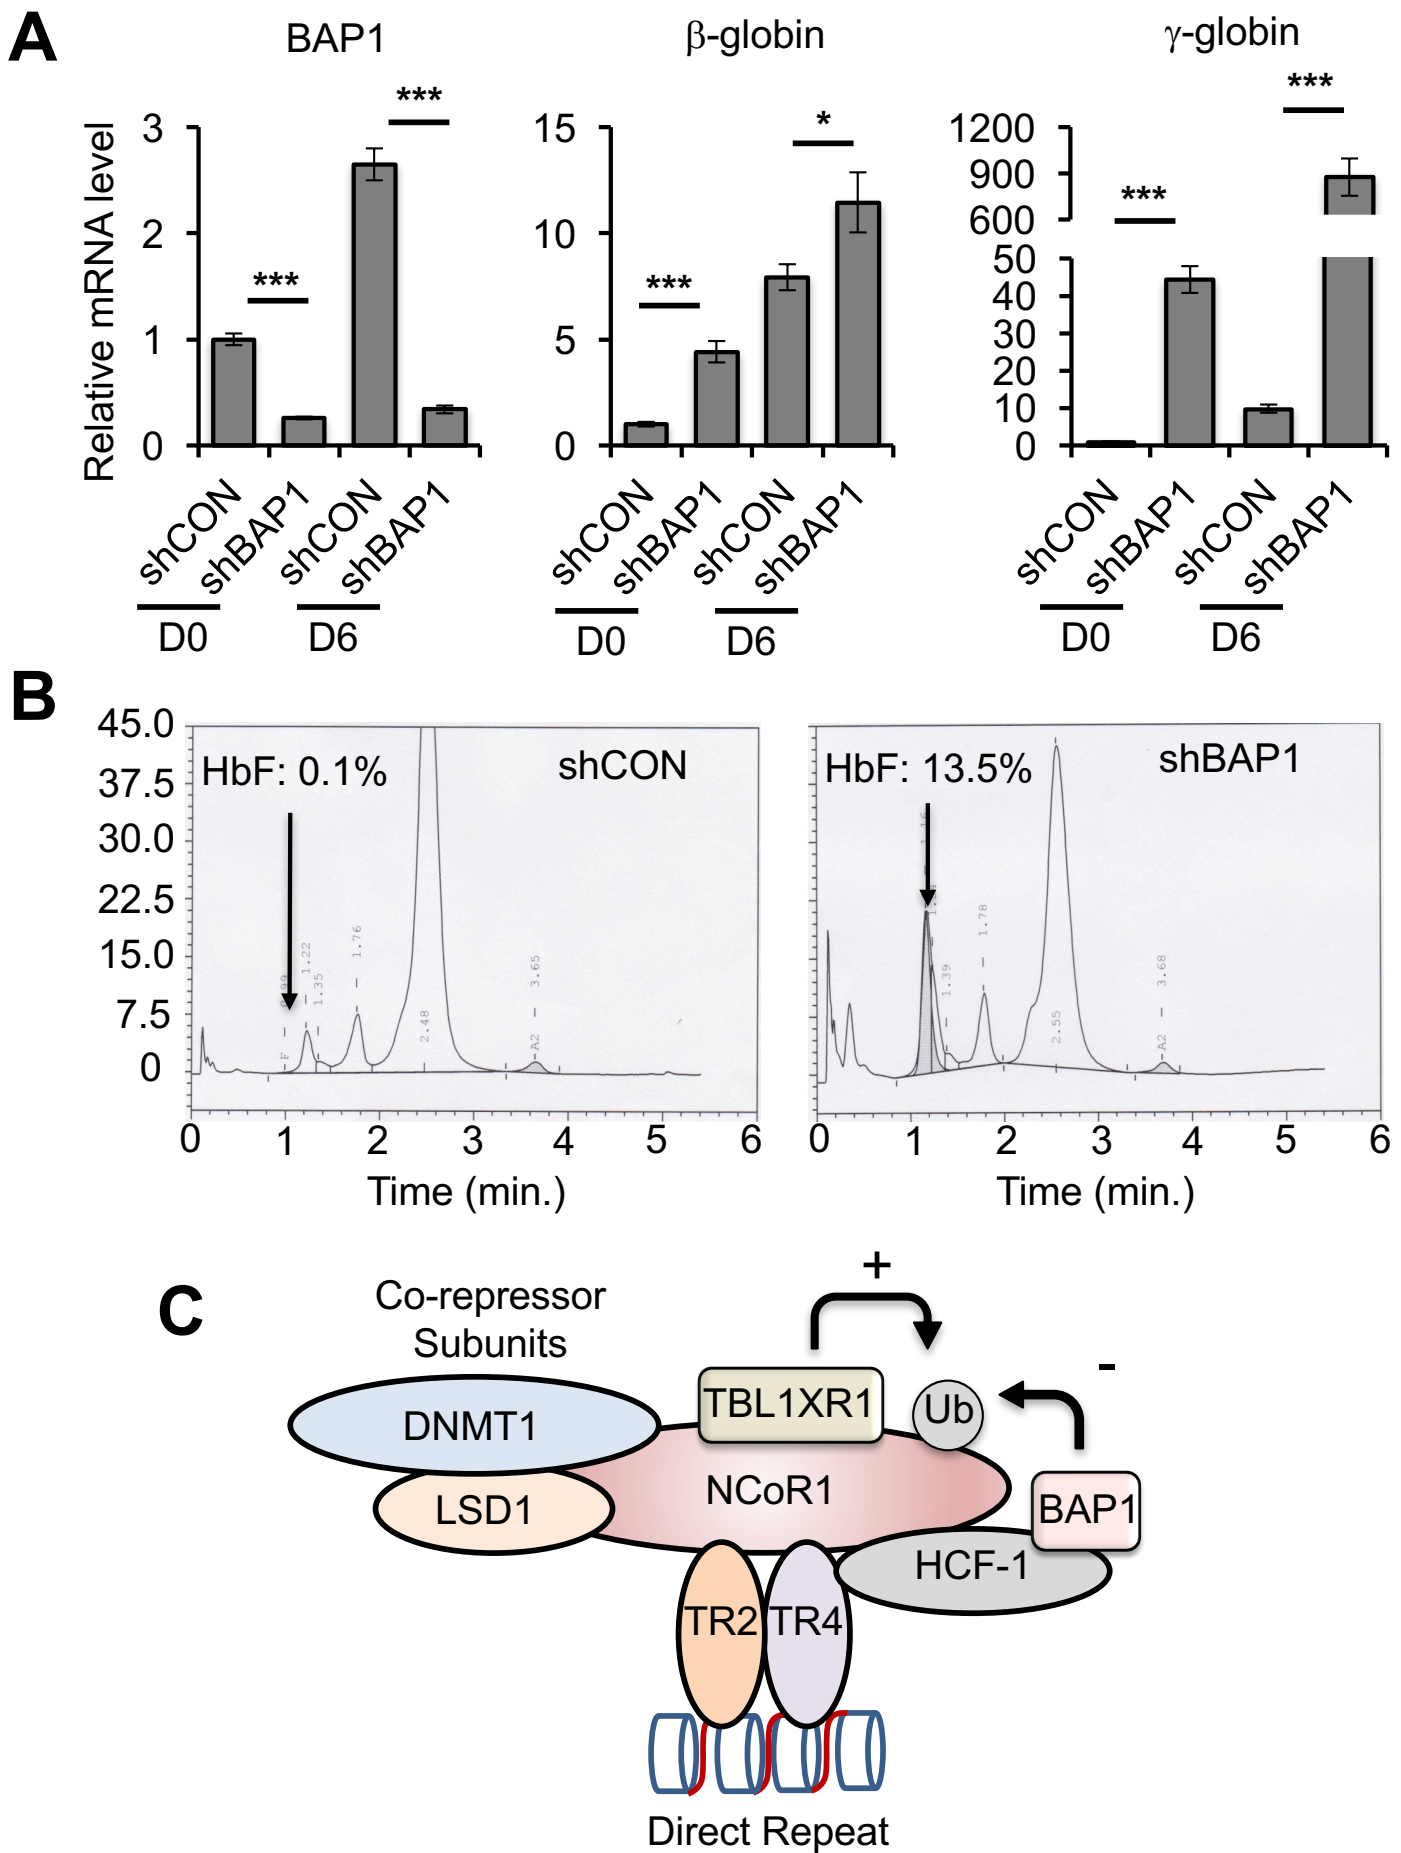 A
BAP1
β-globin
γ-globin
Relative mRNA level
***
***
3
2
1
0
shCON
shBAP1
shCON
shBAP1
D0
D6
***
*
15
10
5
0
shCON
shBAP1
shCON
shBAP1
D0
D6
***
***
1200
900
600
50
40
30
20
10
0
shCON
shBAP1
shCON
shBAP1
D0
D6
B
45.0
37.5
30.0
22.5
15.0
7.5
0
HbF: 0.1%
shCON
F
1.22
1.35
1.76
2.48
3.65
A2
0 1 2 3 4 5 6
Time (min.)
HbF: 13.5%
shBAP1
1.16
1.39
1.78
2.55
3.68
A2
0 1 2 3 4 5 6
Time (min.)
C
Co-repressor
Subunits
+
-
DNMT1
TBL1XR1
Ub
LSD1
NCoR1
BAP1
HCF-1
TR2
TR4
Direct Repeat